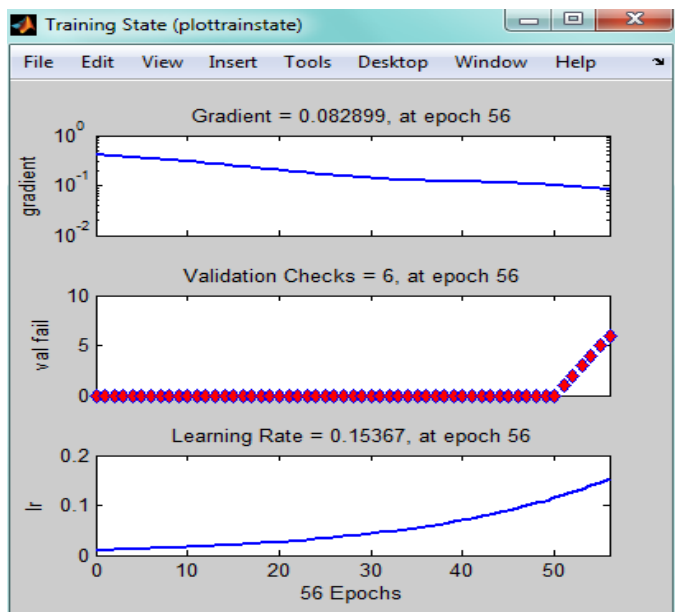 Training State (plottrainstate)
File Edit View Insert Tools Desktop Window Help
Gradient = 0.082899, at epoch 56
10^0
10^-1
10^-2
gradient
Validation Checks = 6, at epoch 56
10
5
0
val fail
Learning Rate = 0.15367, at epoch 56
0.2
0.1
0
lr
0 10 20 30 40 50
56 Epochs